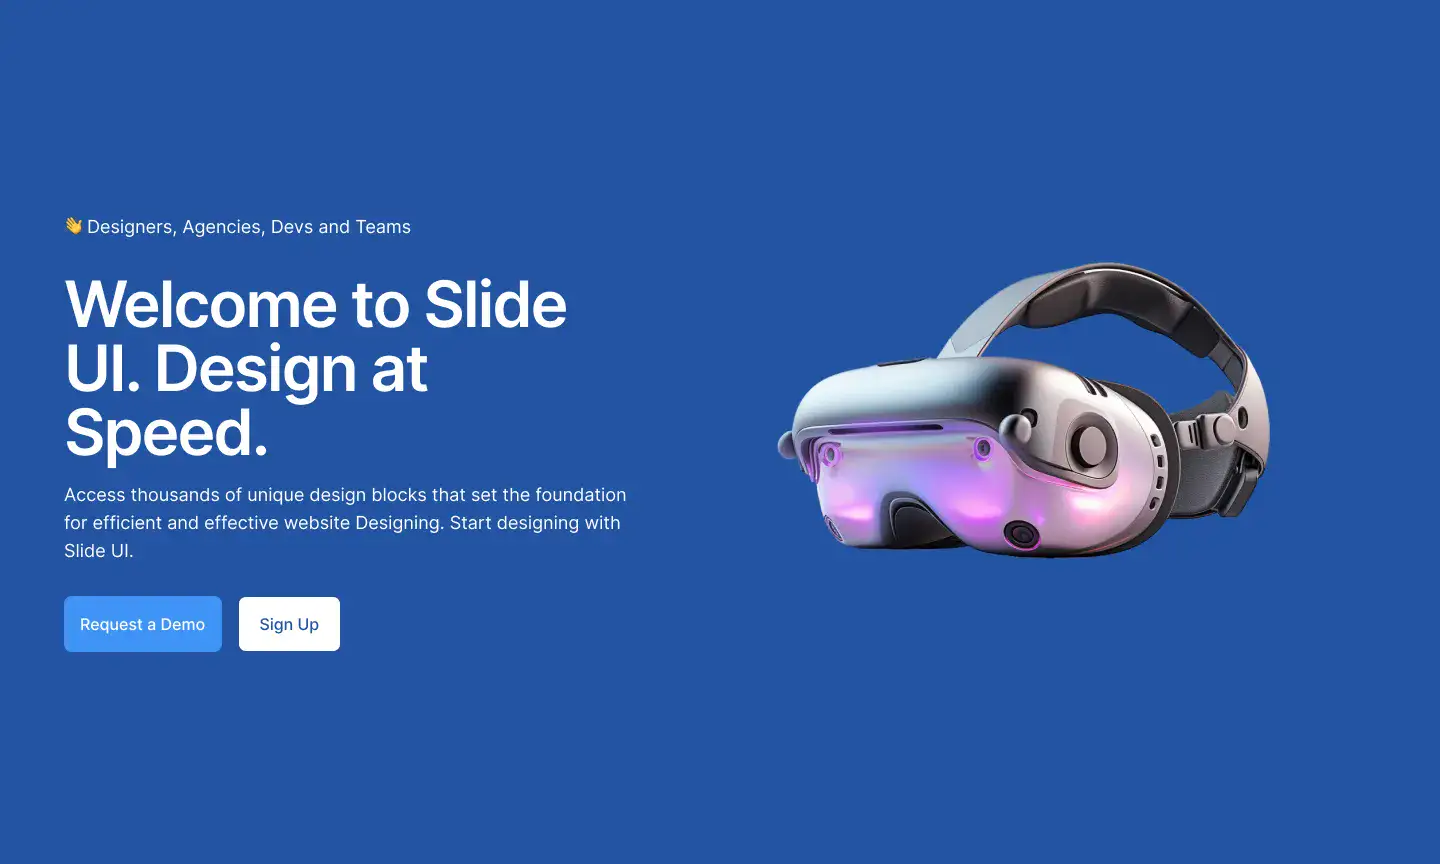 👋 Designers, Agencies, Devs and Teams
Welcome to Slide
UI. Design at
Speed.
Access thousands of unique design blocks that set the foundation
for efficient and effective website Designing. Start designing with
Slide UI.
Request a Demo
Sign Up